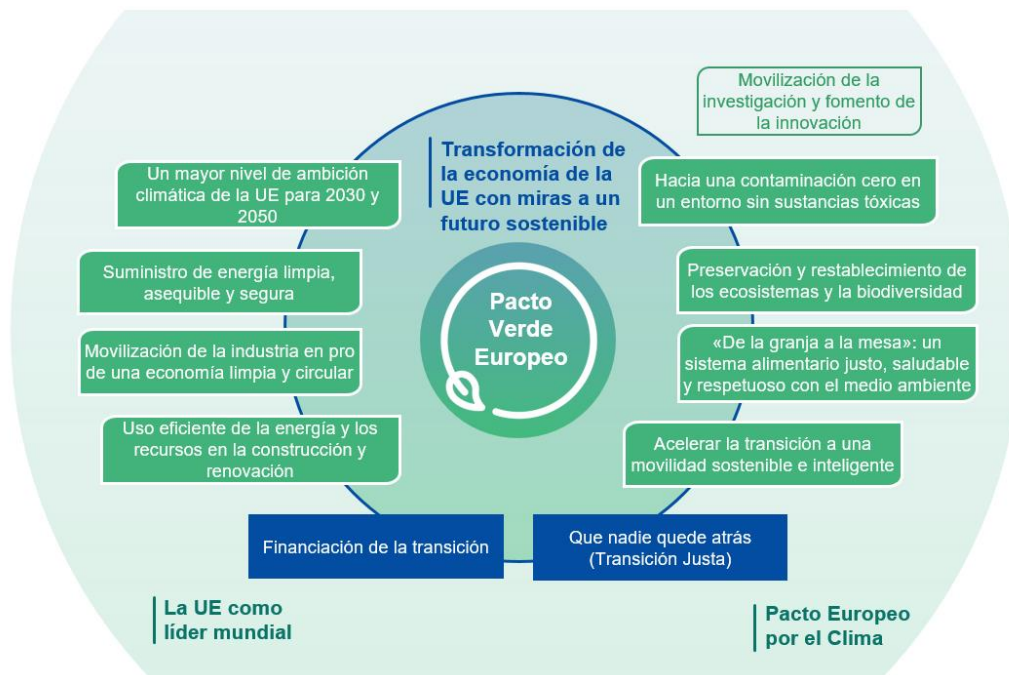 Movilización de la
investigación y fomento de
la innovación
Transformación de
la economía de la
UE con miras a un
futuro sostenible
Un mayor nivel de ambición
climática de la UE para 2030 y
2050
Hacia una contaminación cero en
un entorno sin sustancias tóxicas
Suministro de energía limpia,
asequible y segura
Preservación y restablecimiento de
los ecosistemas y la biodiversidad
Pacto
Verde
Europeo
Movilización de la industria en pro
de una economía limpia y circular
«De la granja a la mesa»: un
sistema alimentario justo, saludable
y respetuoso con el medio ambiente
Uso eficiente de la energía y los
recursos en la construcción y
renovación
Acelerar la transición a una
movilidad sostenible e inteligente
Financiación de la transición
Que nadie quede atrás
(Transición Justa)
La UE como
líder mundial
Pacto Europeo
por el Clima